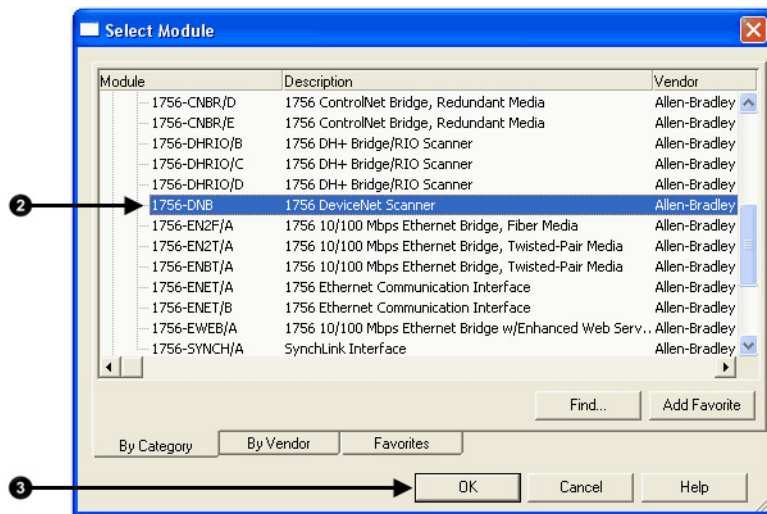 Select Module
Module Description Vendor
1756-CNBR/D 1756 ControlNet Bridge, Redundant Media Allen-Bradley
1756-CNBR/E 1756 ControlNet Bridge, Redundant Media Allen-Bradley
1756-DHRIO/B 1756 DH+ Bridge/RIO Scanner Allen-Bradley
1756-DHRIO/C 1756 DH+ Bridge/RIO Scanner Allen-Bradley
1756-DHRIO/D 1756 DH+ Bridge/RIO Scanner Allen-Bradley
2 1756-DNB 1756 DeviceNet Scanner Allen-Bradley
1756-EN2F/A 1756 10/100 Mbps Ethernet Bridge, Fiber Media Allen-Bradley
1756-EN2T/A 1756 10/100 Mbps Ethernet Bridge, Twisted-Pair Media Allen-Bradley
1756-ENBT/A 1756 10/100 Mbps Ethernet Bridge, Twisted-Pair Media Allen-Bradley
1756-ENET/A 1756 Ethernet Communication Interface Allen-Bradley
1756-ENET/B 1756 Ethernet Communication Interface Allen-Bradley
1756-EWEB/A 1756 10/100 Mbps Ethernet Bridge w/Enhanced Web Serv... Allen-Bradley
1756-SYNCH/A SynchLink Interface Allen-Bradley
Find... Add Favorite
By Category By Vendor Favorites
3 OK Cancel Help